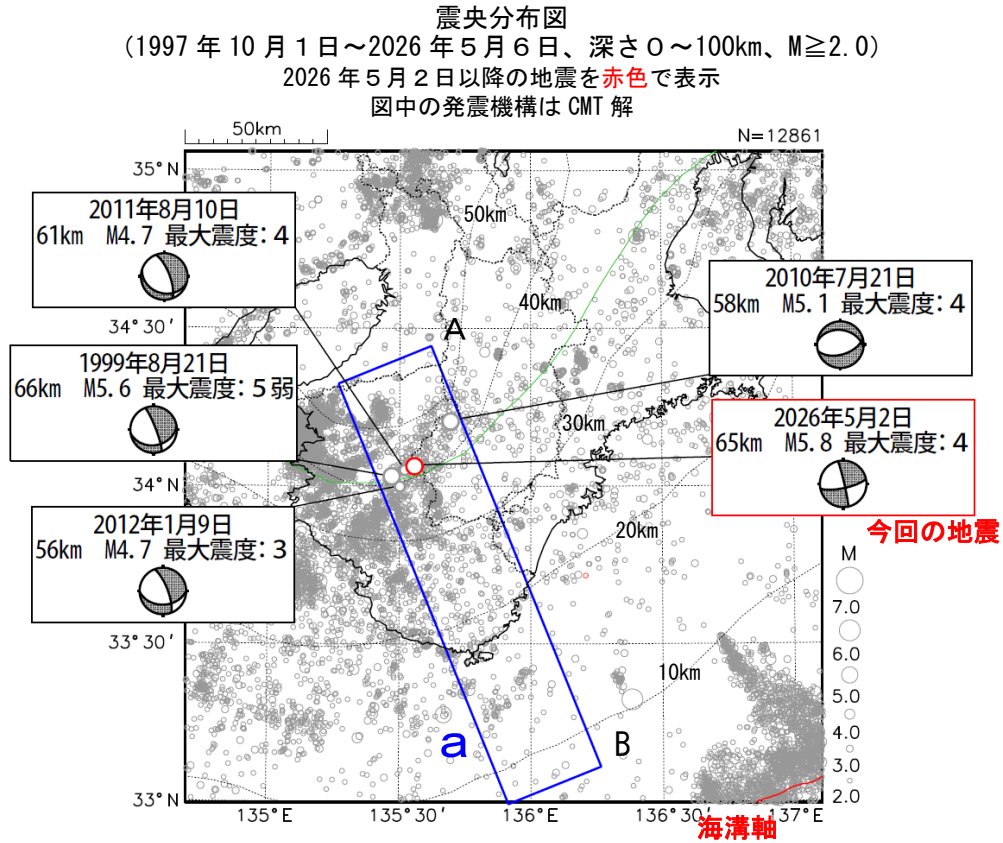 震央分布図
(1997年10月1日～2026年5月6日、深さ０～100km、M≧2.0)
2026年５月２日以降の地震を赤色で表示
図中の発震機構はCMT解
50km
N=12861
35°N
34°30′
34°N
33°30′
33°N
135°E
135°30′
136°E
136°30′
137°E
2011年8月10日
61km M4.7 最大震度:４
1999年8月21日
66km M5.6 最大震度:５弱
2012年1月9日
56km M4.7 最大震度:３
2010年7月21日
58km M5.1 最大震度:４
2026年5月2日
65km M5.8 最大震度:４
今回の地震
50km
40km
30km
20km
10km
A
B
a
M
7.0
6.0
5.0
4.0
3.0
2.0
海溝軸